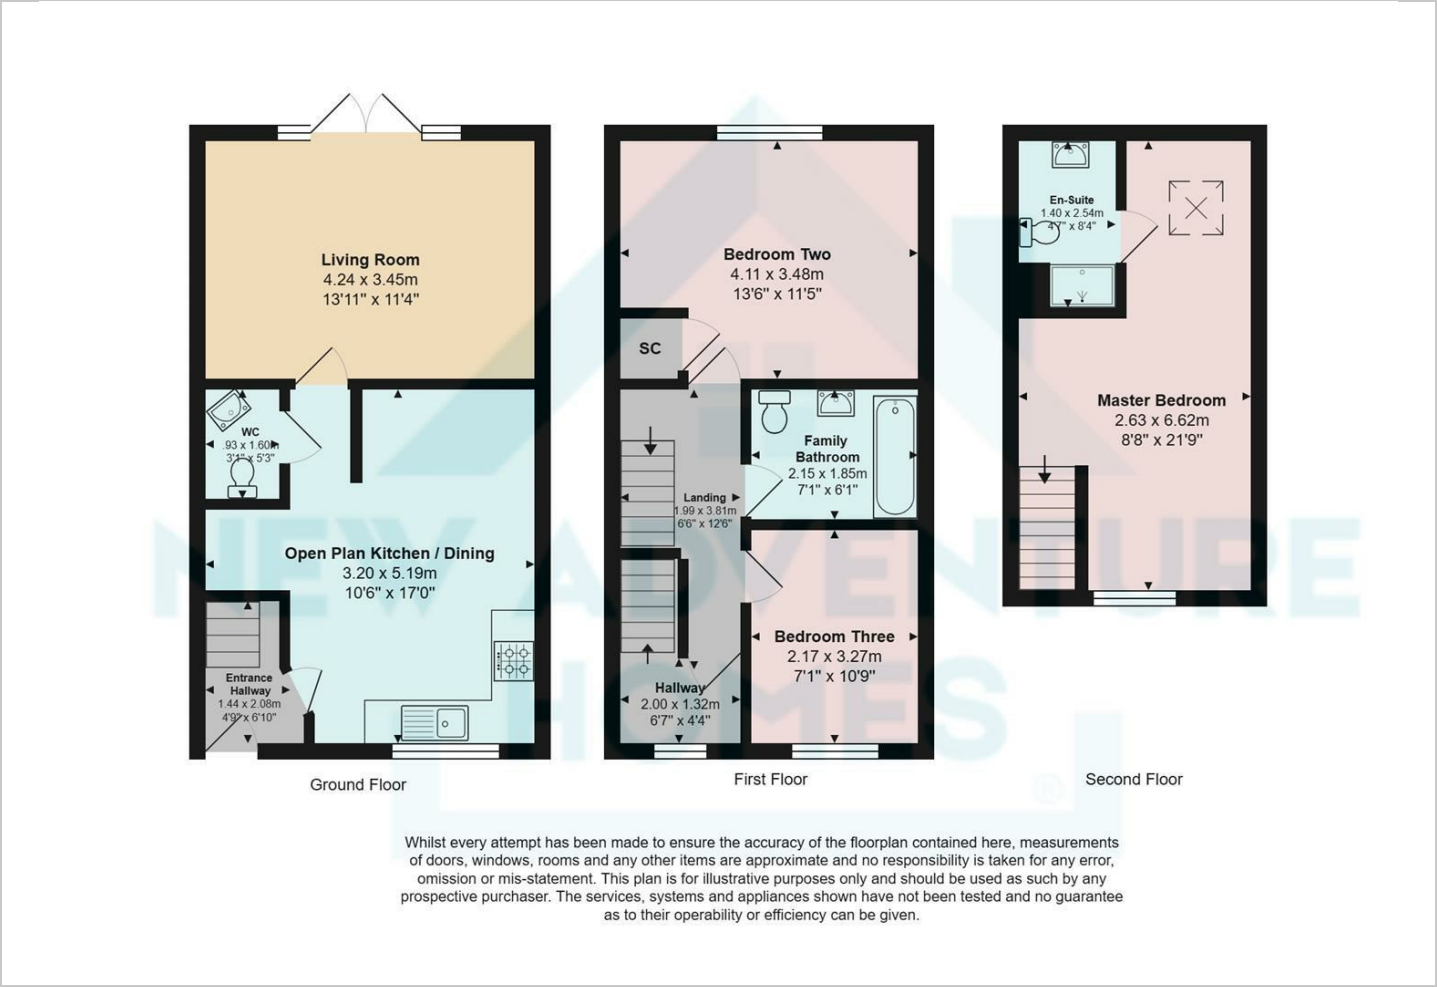 Living Room
4.24 x 3.45m
13'11" x 11'4"
WC
.93 x 1.60m
3'1" x 5'3"
Open Plan Kitchen / Dining
3.20 x 5.19m
10'6" x 17'0"
Entrance
Hallway
1.44 x 2.08m
4'9" x 6'10"
Ground Floor
Bedroom Two
4.11 x 3.48m
13'6" x 11'5"
SC
Family
Bathroom
2.15 x 1.85m
7'1" x 6'1"
Landing
1.99 x 3.81m
6'6" x 12'6"
Bedroom Three
2.17 x 3.27m
7'1" x 10'9"
Hallway
2.00 x 1.32m
6'7" x 4'4"
First Floor
En-Suite
1.40 x 2.54m
4'7" x 8'4"
Master Bedroom
2.63 x 6.62m
8'8" x 21'9"
Second Floor
NEW ADVENTURE
HOMES
®
Whilst every attempt has been made to ensure the accuracy of the floorplan contained here, measurements
of doors, windows, rooms and any other items are approximate and no responsibility is taken for any error,
omission or mis-statement. This plan is for illustrative purposes only and should be used as such by any
prospective purchaser. The services, systems and appliances shown have not been tested and no guarantee
as to their operability or efficiency can be given.